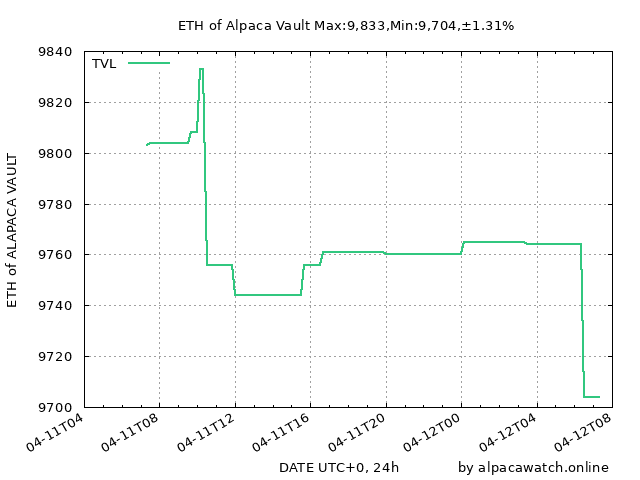 ETH of Alpaca Vault Max:9,833,Min:9,704,±1.31%
TVL
9840
9820
9800
9780
9760
9740
9720
9700
ETH of ALAPACA VAULT
04-11T04
04-11T08
04-11T12
04-11T16
04-11T20
04-12T00
04-12T04
04-12T08
DATE UTC+0, 24h
by alpacawatch.online